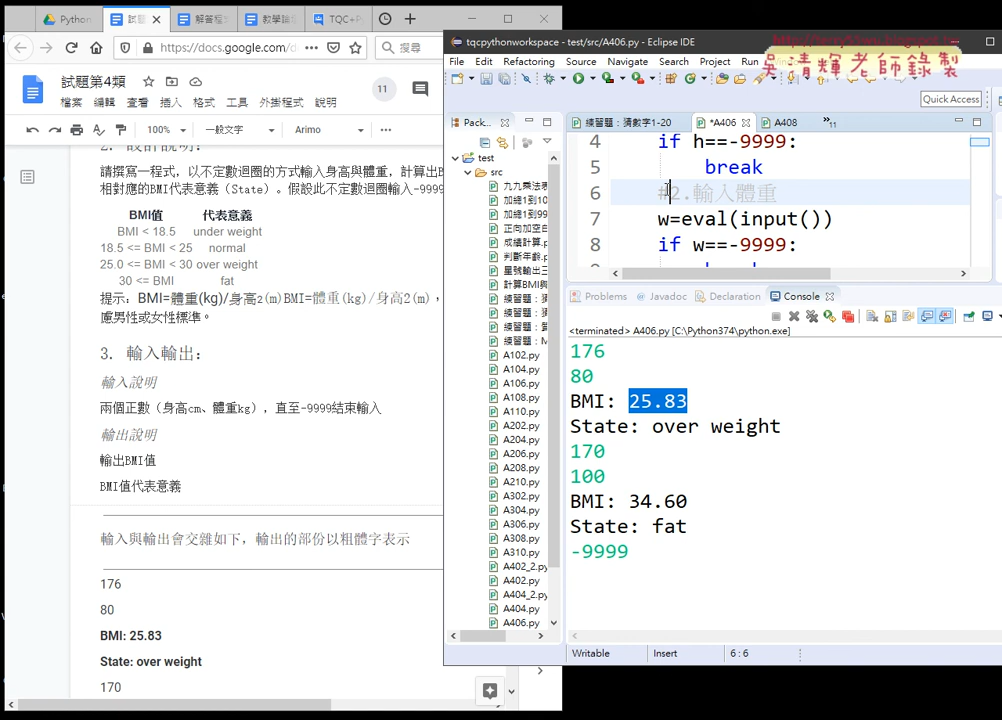 Python
試題
解答程
教學論
TQC+P
https://docs.google.com/d
搜尋
試題第4類
檔案 編輯 查看 插入 格式 工具 外掛程式 說明
11
100% 一般文字 Arimo
2. 設計說明:
請撰寫一程式,以不定數迴圈的方式輸入身高與體重,計算出B
相對應的BMI代表意義(State)。假設此不定數迴圈輸入-9999
BMI值 代表意義
BMI < 18.5 under weight
18.5 <= BMI < 25 normal
25.0 <= BMI < 30 over weight
30 <= BMI fat
提示:BMI=體重(kg)/身高2(m)BMI=體重(kg)/身高2(m),
慮男性或女性標準。
3. 輸入輸出:
輸入說明
兩個正數(身高cm、體重kg),直至-9999結束輸入
輸出說明
輸出BMI值
BMI值代表意義
輸入與輸出會交雜如下,輸出的部份以粗體字表示
176
80
BMI: 25.83
State: over weight
170
tqcpythonworkspace - test/src/A406.py - Eclipse IDE
吳清輝老師錄製
File Edit Refactoring Source Navigate Search Project Run
Quick Access
Pack...
test
src
九九乘法表
加總1到10
加總1到99
正向加空白
成績計算.p
判斷年齡.p
星號輸出三
計算BMI與
練習題:猜
練習題:猜
練習題:M
A102.py
A104.py
A106.py
A108.py
A110.py
A202.py
A204.py
A206.py
A208.py
A210.py
A302.py
A304.py
A306.py
A308.py
A310.py
A402_2.py
A402.py
A404_2.py
A404.py
A406.py
練習題:猜數字1-20
*A406
A408
»11
4 if h==-9999:
5 break
6 #2.輸入體重
7 w=eval(input())
8 if w==-9999:
Problems Javadoc Declaration Console
<terminated> A406.py [C:\Python374\python.exe]
176
80
BMI: 25.83
State: over weight
170
100
BMI: 34.60
State: fat
-9999
Writable Insert 6 : 6